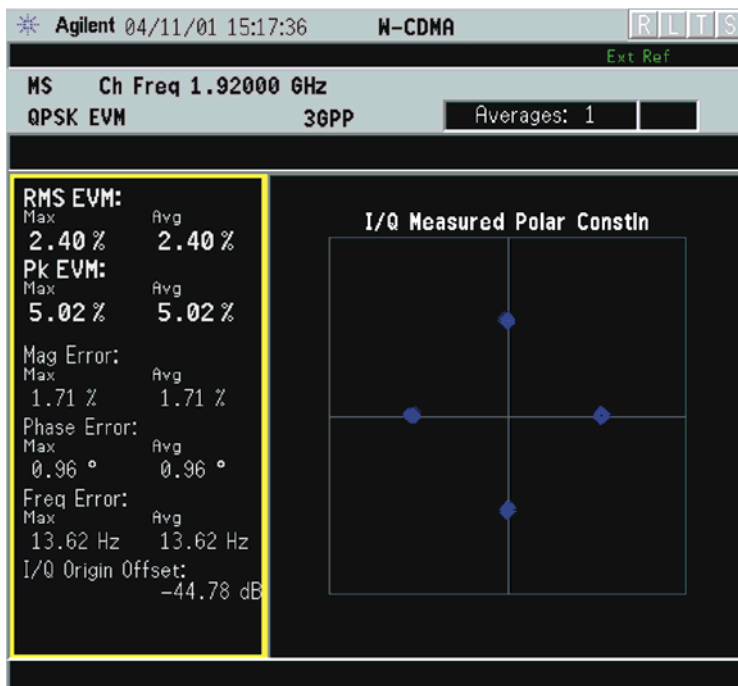 Agilent 04/11/01 15:17:36 W-CDMA R L T S
Ext Ref
MS Ch Freq 1.92000 GHz
QPSK EVM 3GPP Averages: 1
RMS EVM:
Max Avg
2.40 % 2.40 %
Pk EVM:
Max Avg
5.02 % 5.02 %
Mag Error:
Max Avg
1.71 % 1.71 %
Phase Error:
Max Avg
0.96 ° 0.96 °
Freq Error:
Max Avg
13.62 Hz 13.62 Hz
I/Q Origin Offset:
-44.78 dB
I/Q Measured Polar Constln